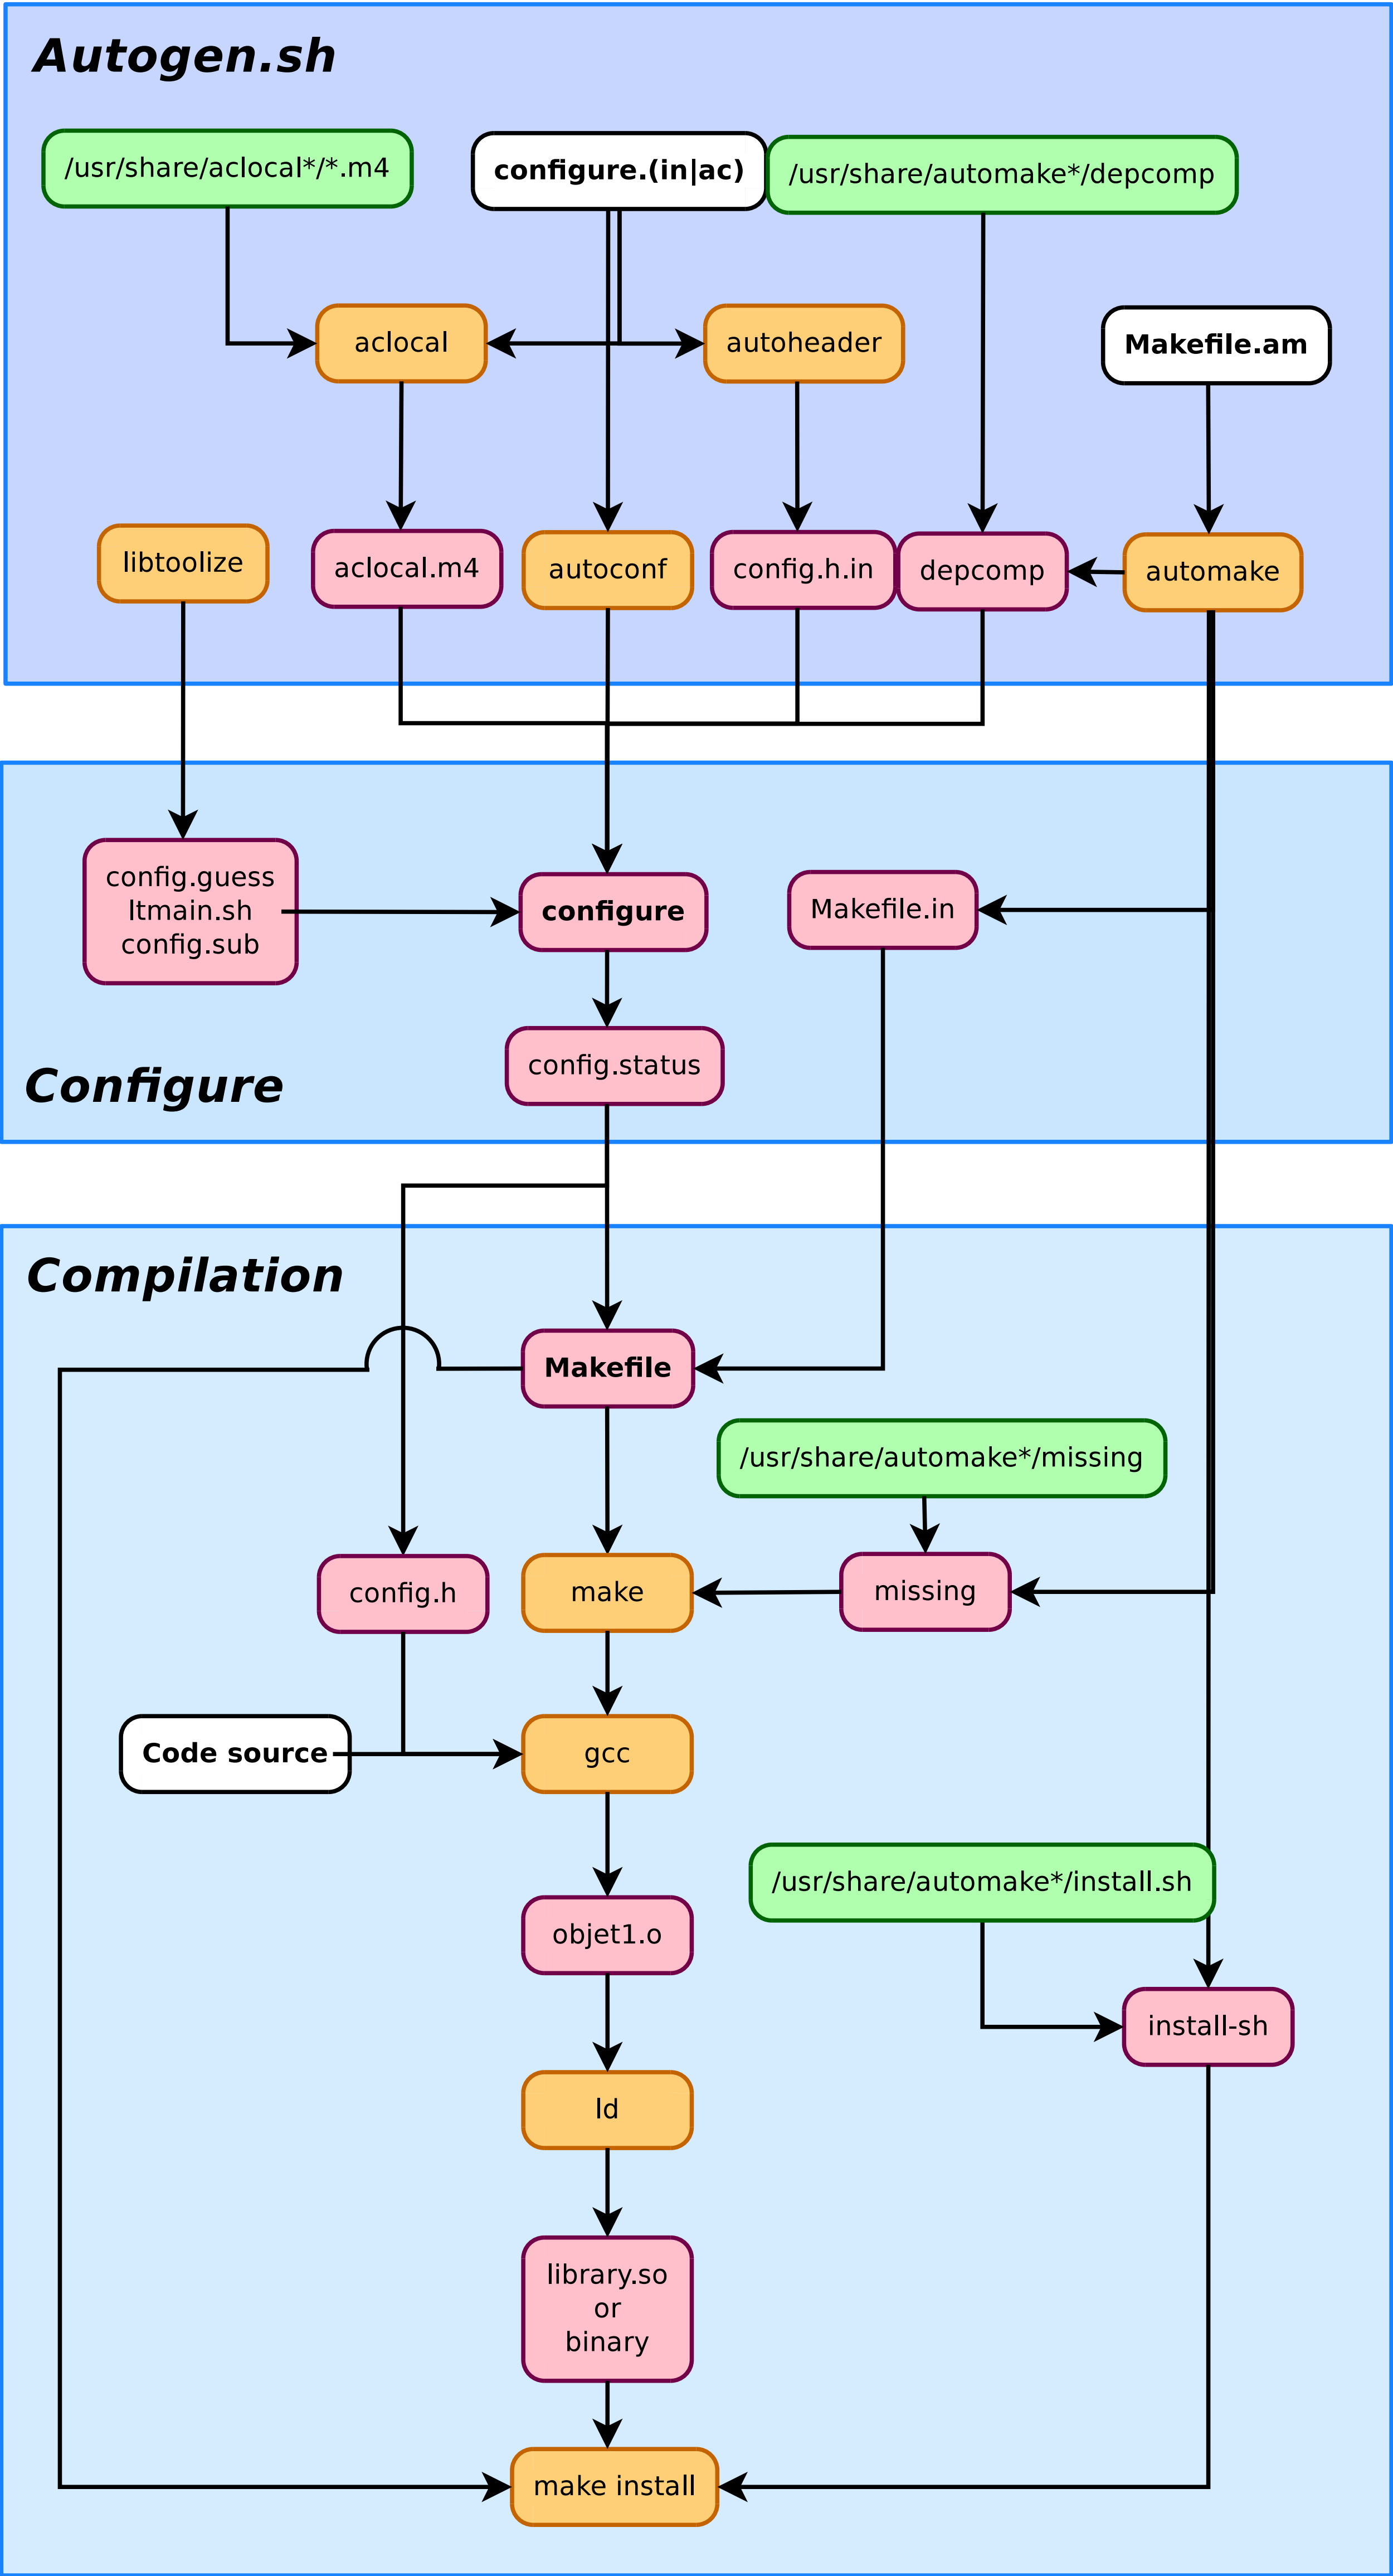 Autogen.sh
/usr/share/aclocal*/*.m4
configure.(in|ac)
/usr/share/automake*/depcomp
aclocal
autoheader
Makefile.am
libtoolize
aclocal.m4
autoconf
config.h.in
depcomp
automake
config.guess
ltmain.sh
config.sub
configure
Makefile.in
config.status
Configure
Compilation
Makefile
/usr/share/automake*/missing
config.h
make
missing
Code source
gcc
/usr/share/automake*/install.sh
objet1.o
install-sh
ld
library.so
or
binary
make install